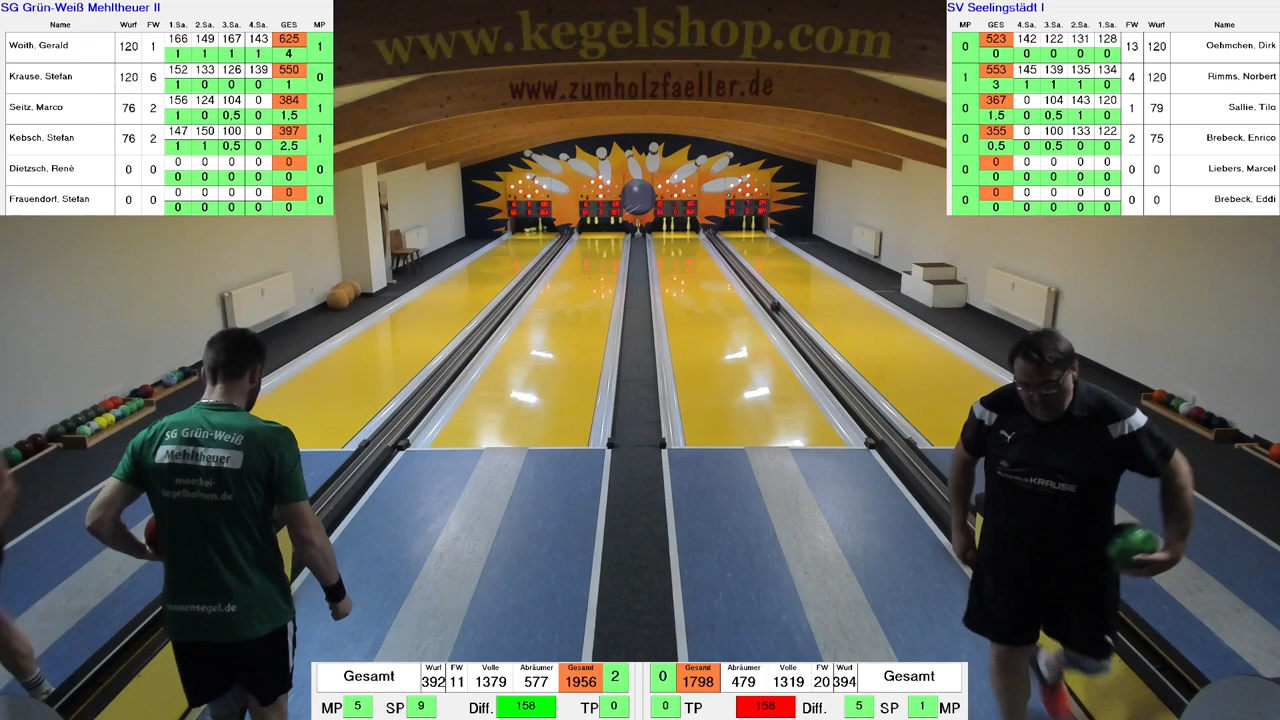 SG Grün-Weiß Mehltheuer II
Name Wurf FW 1.Sa. 2.Sa. 3.Sa. 4.Sa. GES MP
Woith, Gerald 120 1 166 149 167 143 625 1
1 1 1 1 4
Krause, Stefan 120 6 152 133 126 139 550 0
1 0 0 0 1
Seitz, Marco 76 2 156 124 104 0 384 1
1 0 0,5 0 1,5
Kebsch, Stefan 76 2 147 150 100 0 397 1
1 1 0,5 0 2,5
Dietzsch, Renè 0 0 0 0 0 0 0 0
0 0 0 0 0
Frauendorf, Stefan 0 0 0 0 0 0 0 0
0 0 0 0 0
SV Seelingstädt I
MP GES 4.Sa. 3.Sa. 2.Sa. 1.Sa. FW Wurf Name
0 523 142 122 131 128 13 120 Oehmchen, Dirk
0 0 0 0 0
1 553 145 139 135 134 4 120 Rimms, Norbert
3 1 1 1 0
0 367 0 104 143 120 1 79 Sallie, Tilo
1,5 0 0,5 1 0
0 355 0 100 133 122 2 75 Brebeck, Enrico
0,5 0 0,5 0 0
0 0 0 0 0 0 0 0 Liebers, Marcel
0 0 0 0 0
0 0 0 0 0 0 0 0 Brebeck, Eddi
0 0 0 0 0
www.kegelshop.com
www.zumholzfaeller.de
SG Grün-Weiß
Mehltheuer
moeckel-
kegelbahnen.de
KRAUSE
Gesamt Wurf FW Volle Abräumer Gesamt
392 11 1379 577 1956 2
MP 5 SP 9 Diff. 158 TP 0
Gesamt Abräumer Volle FW Wurf Gesamt
0 1798 479 1319 20 394
0 TP 158 Diff. 5 SP 1 MP